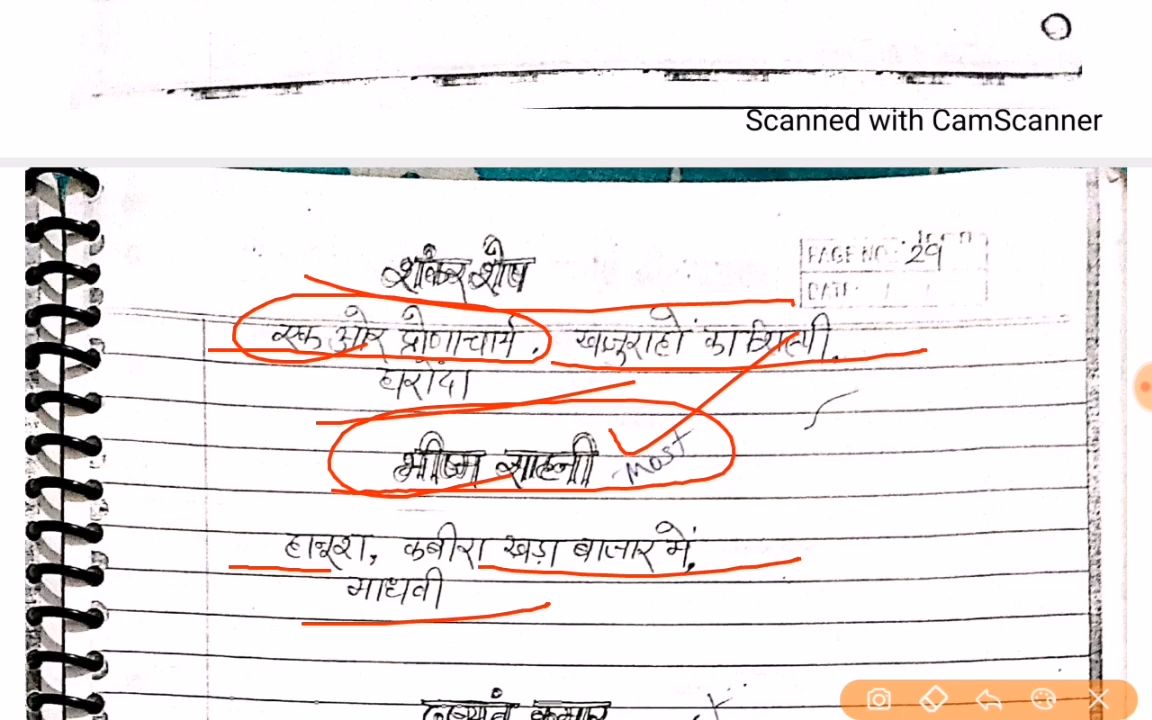 Scanned with CamScanner
शंकर शेष
PAGE NO.: 29
DATE: / /
एक और द्रोणाचार्य, खजुराहो का शिल्पी,
घरोंदा
भीष्म साहनी Most
हानूश, कबीरा खड़ा बाजार में,
माधवी
कुमार